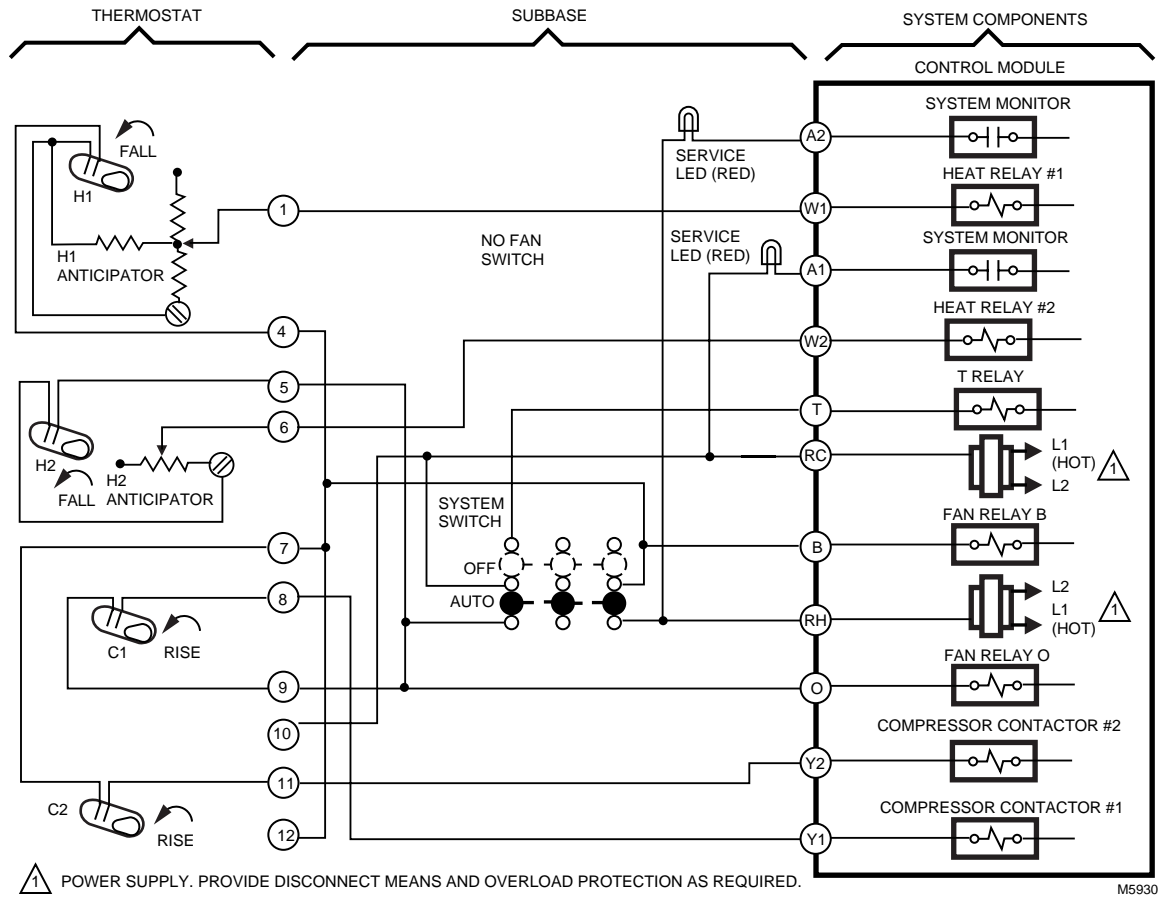 THERMOSTAT
SUBBASE
SYSTEM COMPONENTS
CONTROL MODULE
SYSTEM MONITOR
A2
FALL
SERVICE
LED (RED)
H1
HEAT RELAY #1
1
W1
NO FAN
SWITCH
SERVICE
LED (RED)
SYSTEM MONITOR
H1
ANTICIPATOR
A1
HEAT RELAY #2
4
W2
T RELAY
5
T
6
H2
FALL
H2
ANTICIPATOR
RC
L1
(HOT)
L2
1
SYSTEM
SWITCH
FAN RELAY B
7
OFF
B
8
AUTO
L2
L1
(HOT)
1
RH
C1
RISE
FAN RELAY O
9
O
10
COMPRESSOR CONTACTOR #2
11
Y2
C2
RISE
COMPRESSOR CONTACTOR #1
12
Y1
1 POWER SUPPLY. PROVIDE DISCONNECT MEANS AND OVERLOAD PROTECTION AS REQUIRED.
M5930